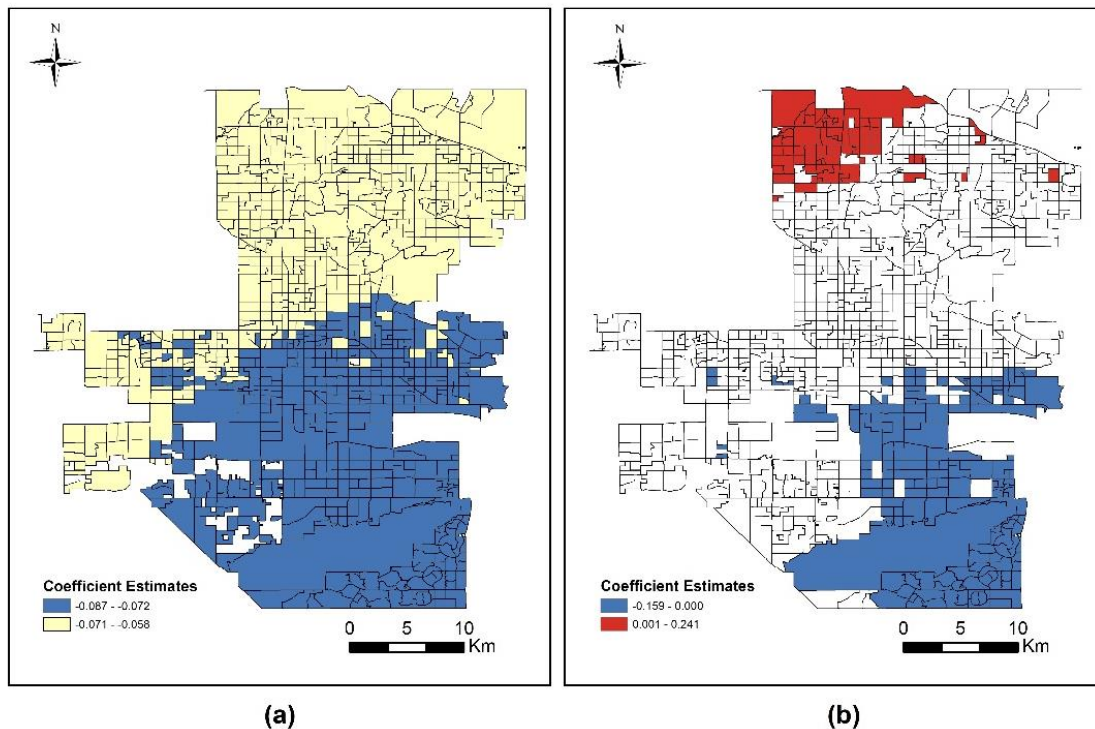 N
Coefficient Estimates
-0.087 - -0.072
-0.071 - -0.058
0 5 10
Km
(a)
N
Coefficient Estimates
-0.159 - 0.000
0.001 - 0.241
0 5 10
Km
(b)